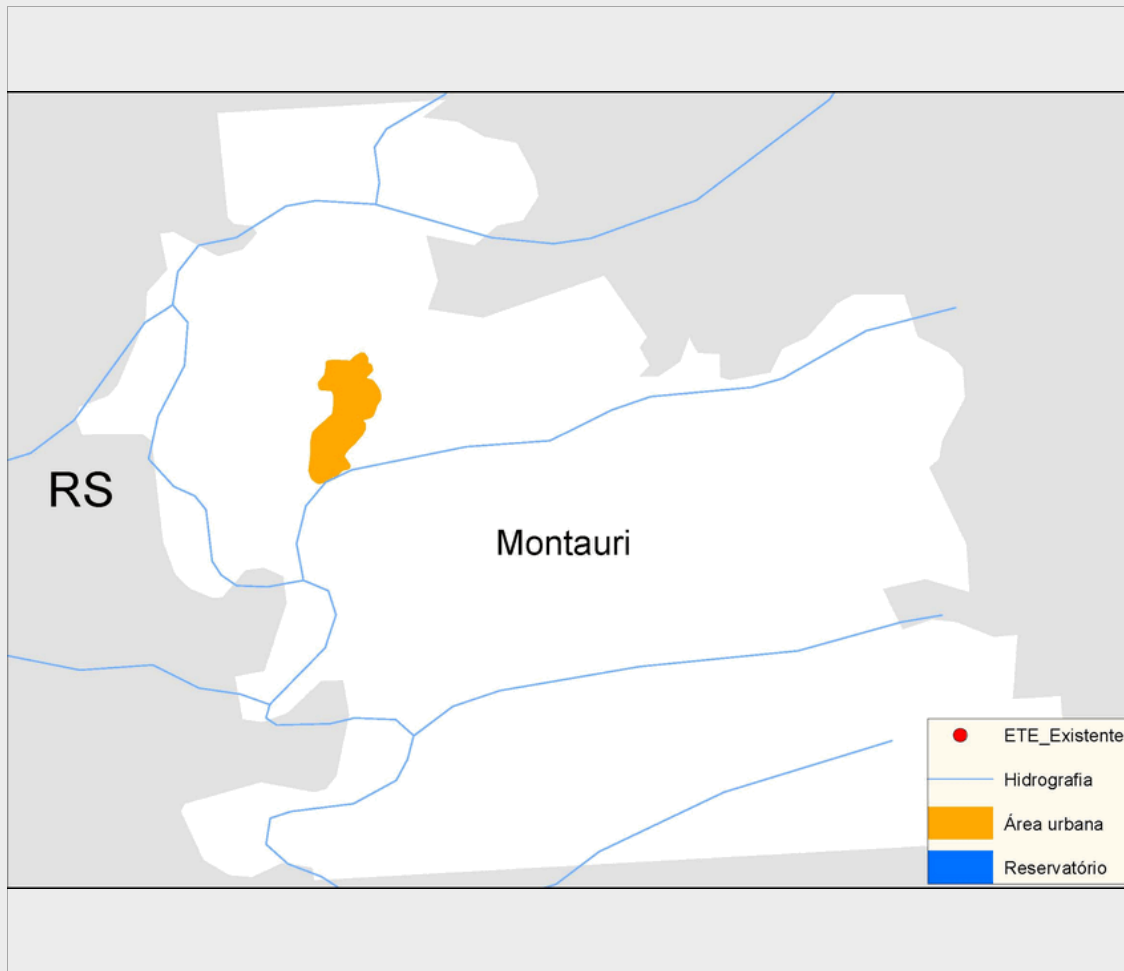 RS
Montauri
ETE_Existente
Hidrografia
Área urbana
Reservatório